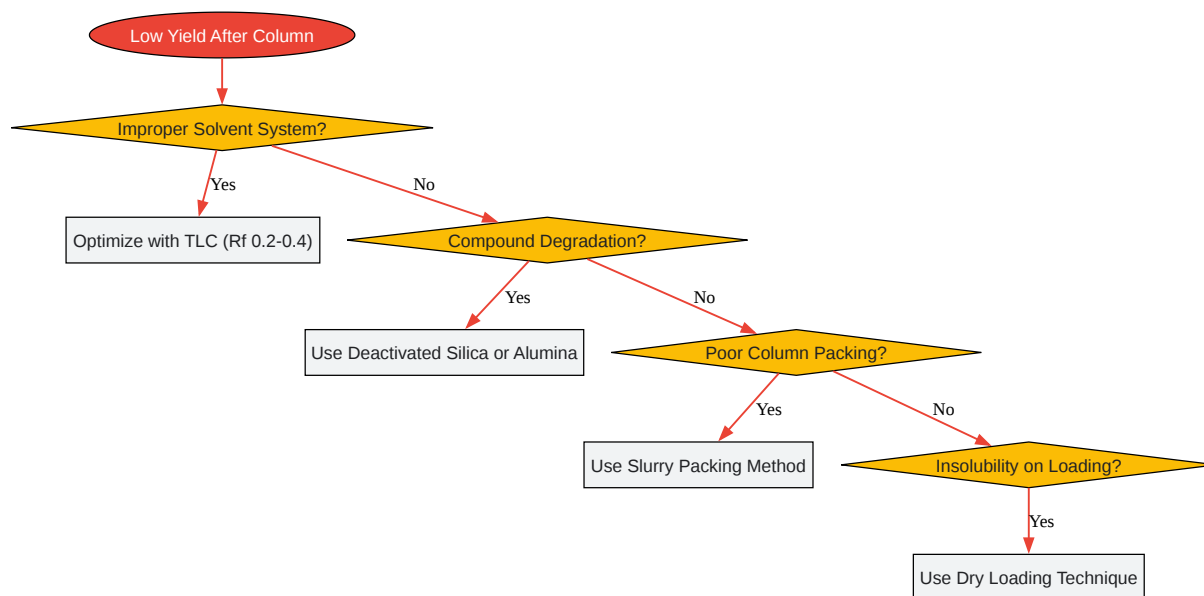 Low Yield After Column
Improper Solvent System?
Yes
No
Optimize with TLC (Rf 0.2-0.4)
Compound Degradation?
Yes
No
Use Deactivated Silica or Alumina
Poor Column Packing?
Yes
No
Use Slurry Packing Method
Insolubility on Loading?
Yes
Use Dry Loading Technique